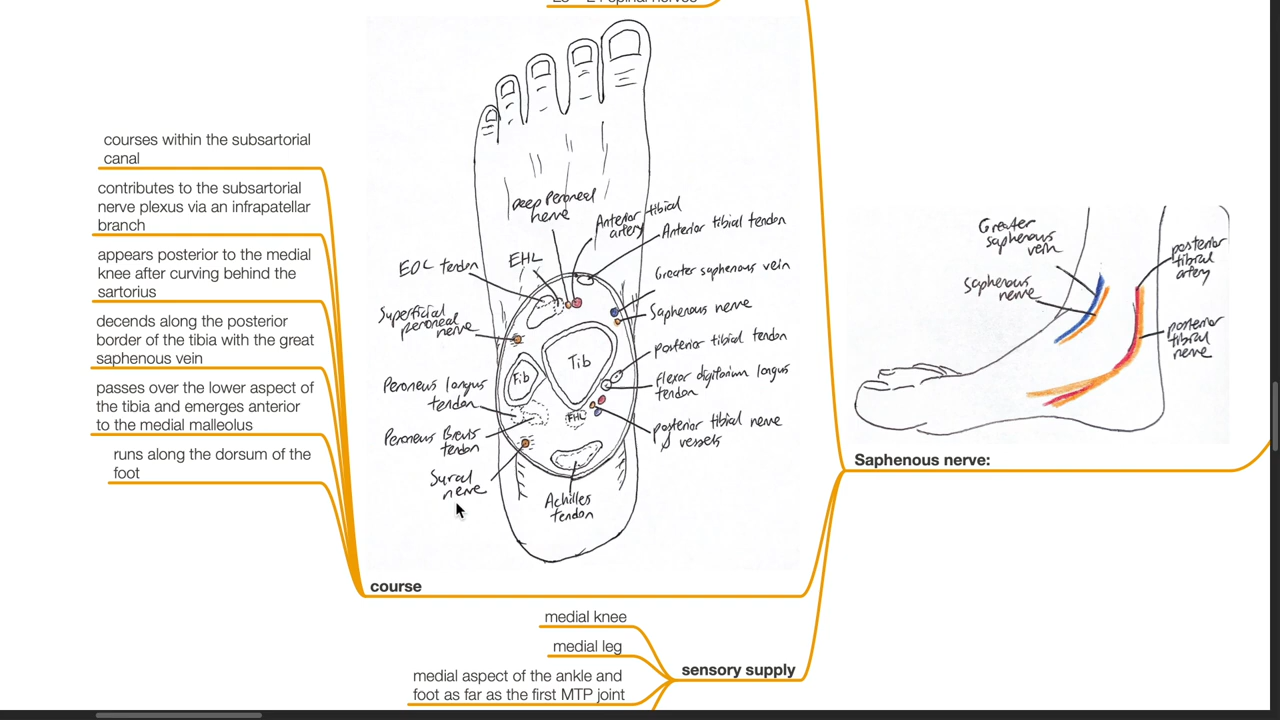 L3 – L4 spinal nerves
courses within the subsartorial
canal
contributes to the subsartorial
nerve plexus via an infrapatellar
branch
appears posterior to the medial
knee after curving behind the
sartorius
decends along the posterior
border of the tibia with the great
saphenous vein
passes over the lower aspect of
the tibia and emerges anterior
to the medial malleolus
runs along the dorsum of the
foot
Deep Peroneal
nerve
Anterior tibial
artery
Anterior tibial tendon
EHL
EDL tendon
Greater saphenous vein
Superficial
peroneal
nerve
Saphenous nerve
posterior tibial tendon
Tib
Fib
Flexor digitorium longus
tendon
Peroneus longus
tendon
FHL
posterior tibial nerve
vessels
Peroneus Brevis
tendon
Sural
nerve
Achilles
tendon
course
Greater
saphenous
vein
Saphenous
nerve
posterior
tibial
artery
posterior
tibial
nerve
Saphenous nerve:
medial knee
medial leg
medial aspect of the ankle and
foot as far as the first MTP joint
sensory supply